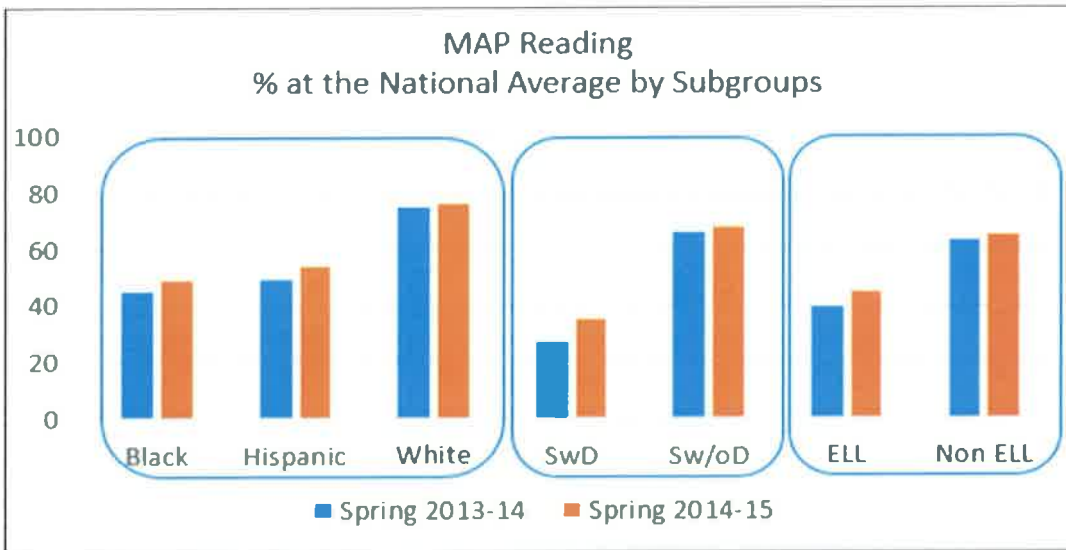 MAP Reading
% at the National Average by Subgroups
100
80
60
40
20
0
Black Hispanic White SwD Sw/oD ELL Non ELL
Spring 2013-14 Spring 2014-15